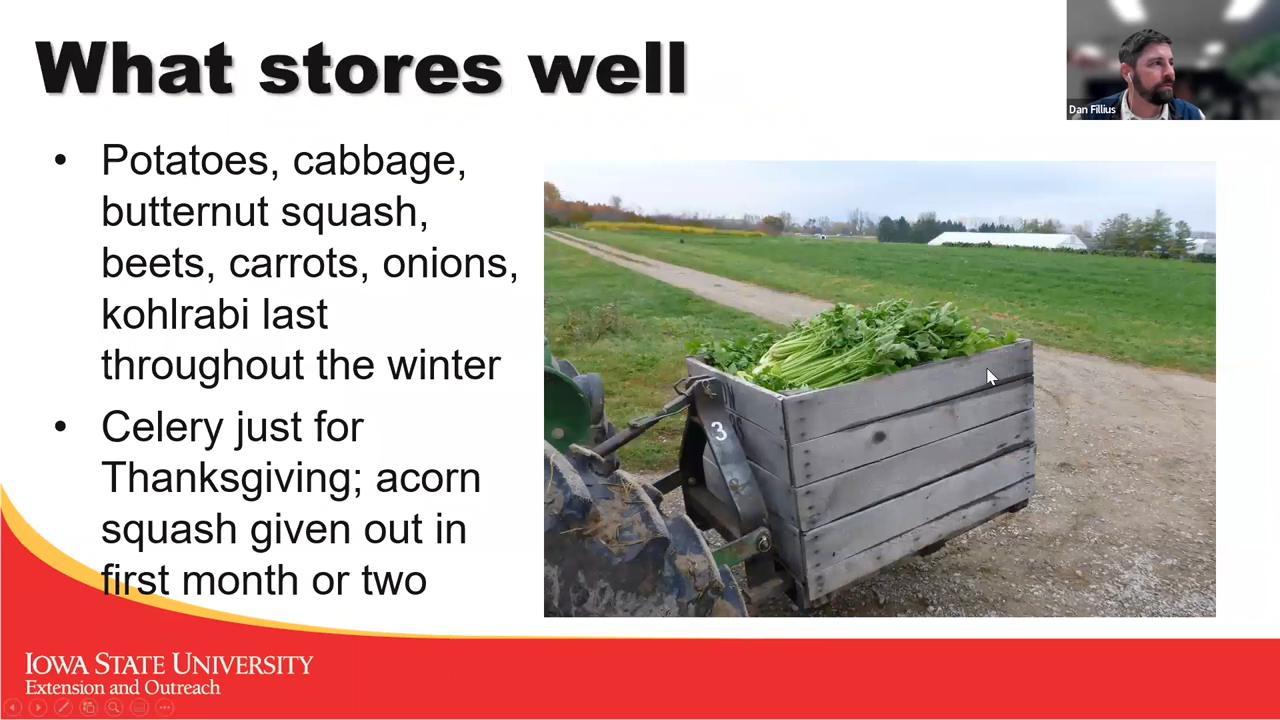 What stores well
Dan Fillius
• Potatoes, cabbage,
butternut squash,
beets, carrots, onions,
kohlrabi last
throughout the winter
• Celery just for
Thanksgiving; acorn
squash given out in
first month or two
3
IOWA STATE UNIVERSITY
Extension and Outreach